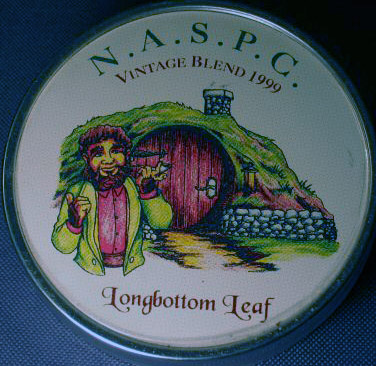 N.A.S.P.C.
VINTAGE BLEND 1999
Longbottom Leaf